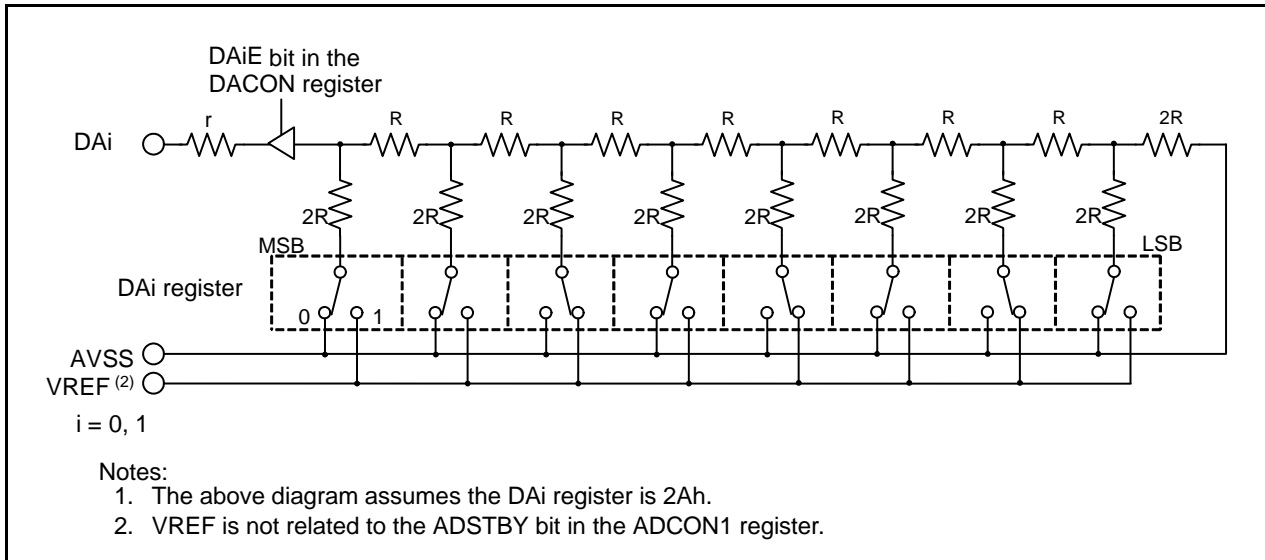 DAiE bit in the
DACON register
DAi
r
R
R
R
R
R
R
R
2R
2R
2R
2R
2R
2R
2R
2R
2R
MSB
LSB
DAi register
0
1
AVSS
VREF (2)
i = 0, 1
Notes:
1. The above diagram assumes the DAi register is 2Ah.
2. VREF is not related to the ADSTBY bit in the ADCON1 register.